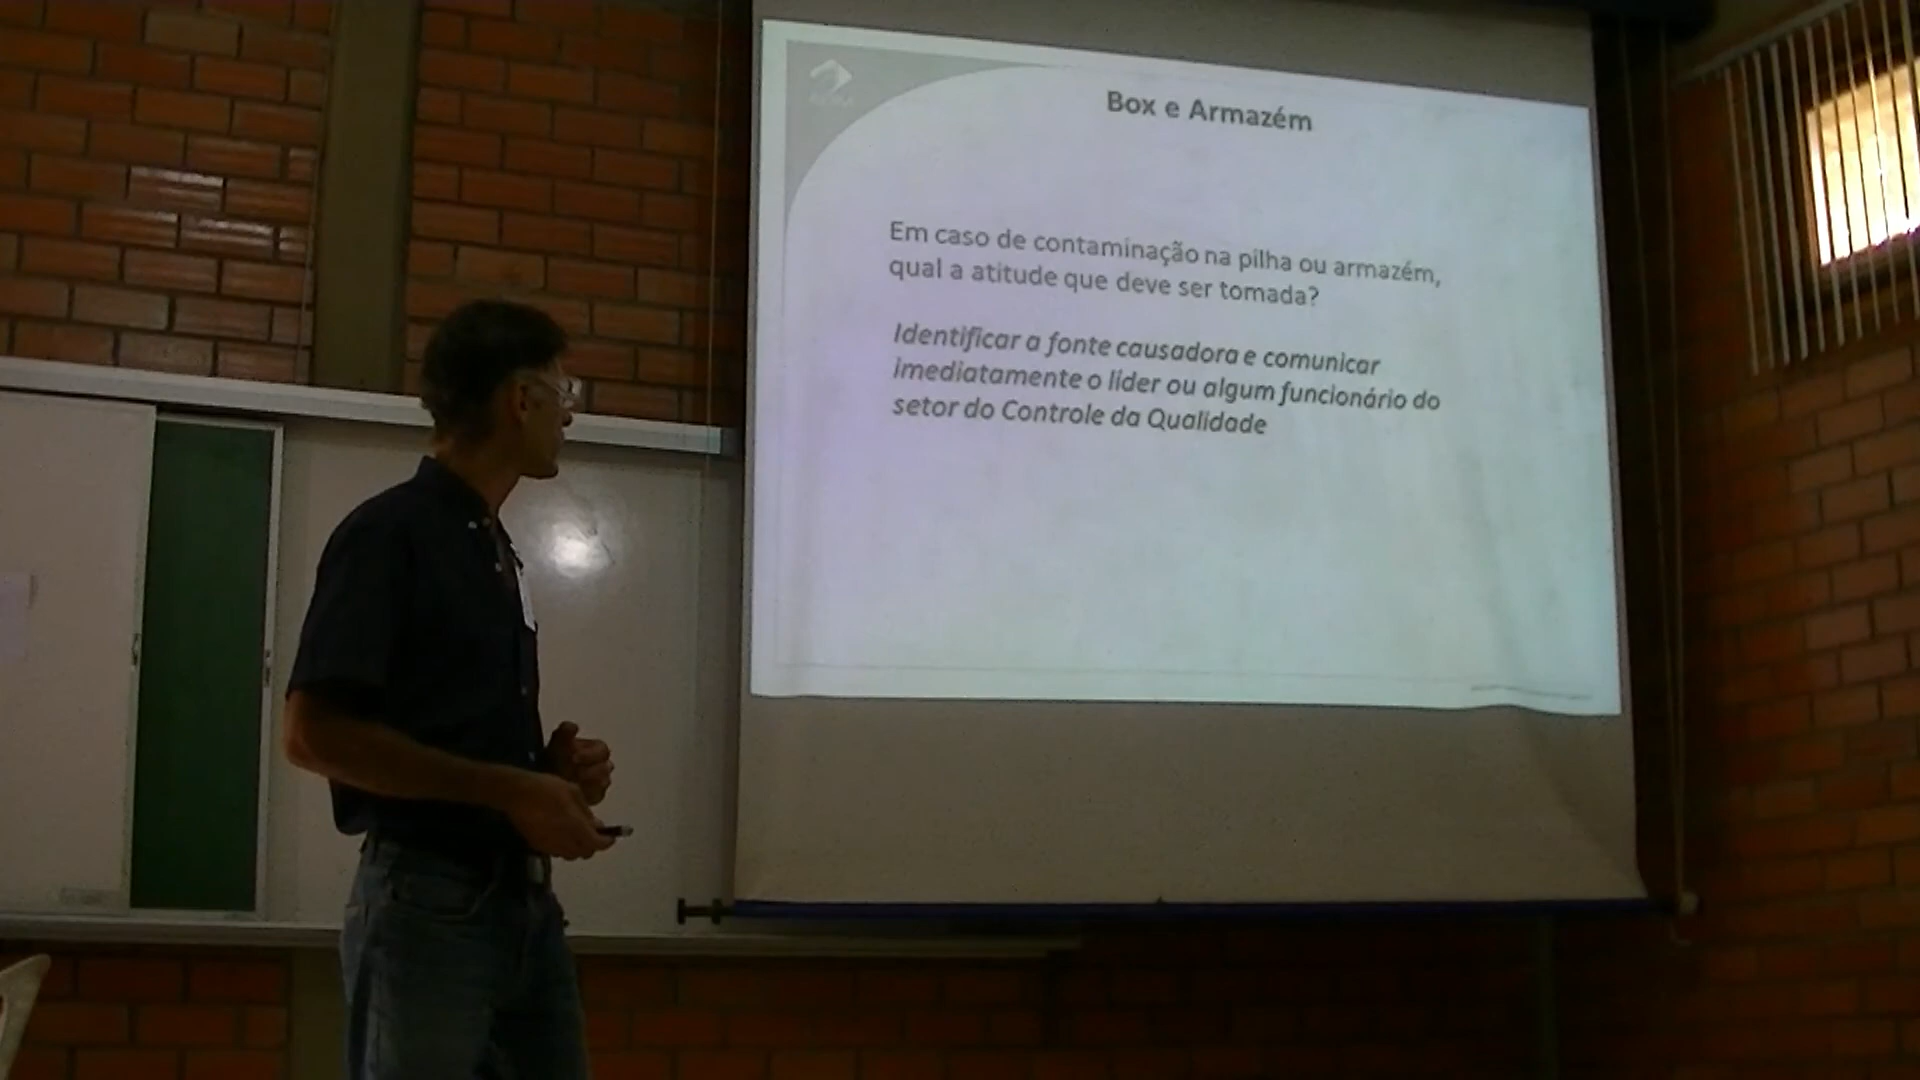 Box e Armazém
Em caso de contaminação na pilha ou armazém,
qual a atitude que deve ser tomada?
Identificar a fonte causadora e comunicar
imediatamente o líder ou algum funcionário do
setor do Controle da Qualidade